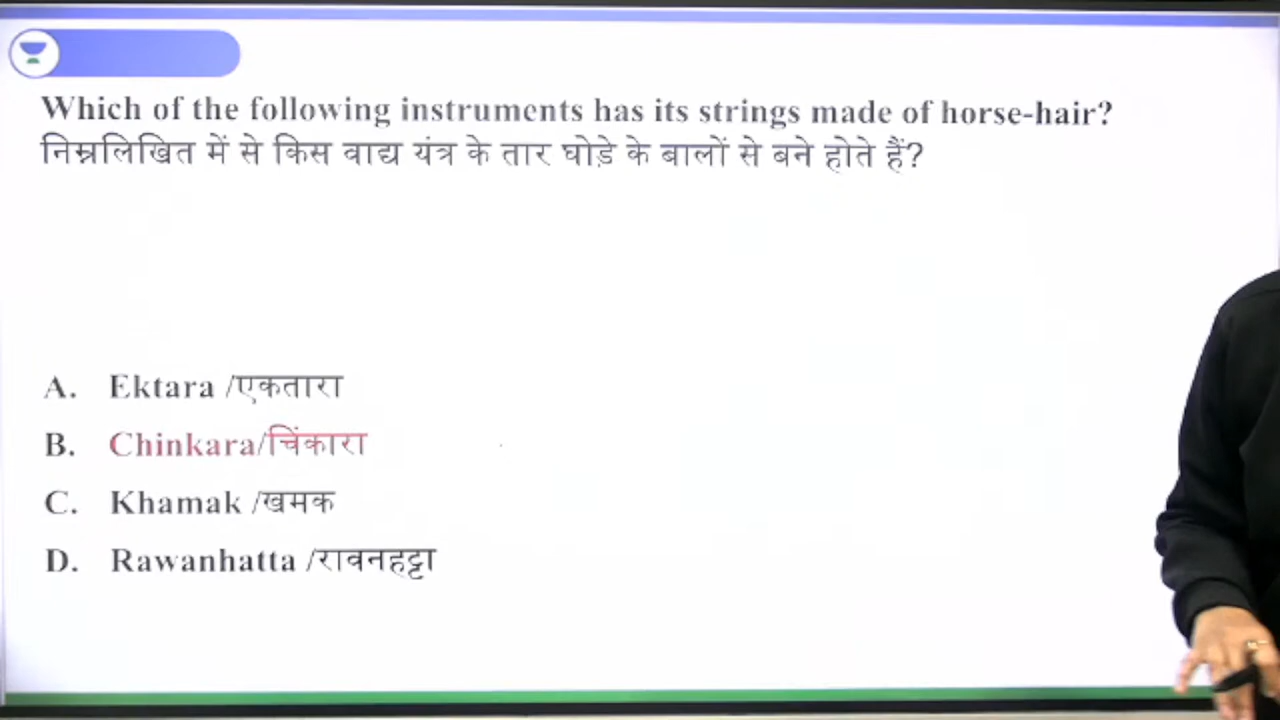 Which of the following instruments has its strings made of horse-hair?
निम्नलिखित में से किस वाद्य यंत्र के तार घोड़े के बालों से बने होते हैं?
A. Ektara /एकतारा
B. Chinkara/चिंकारा
C. Khamak /खमक
D. Rawanhatta /रावनहट्टा